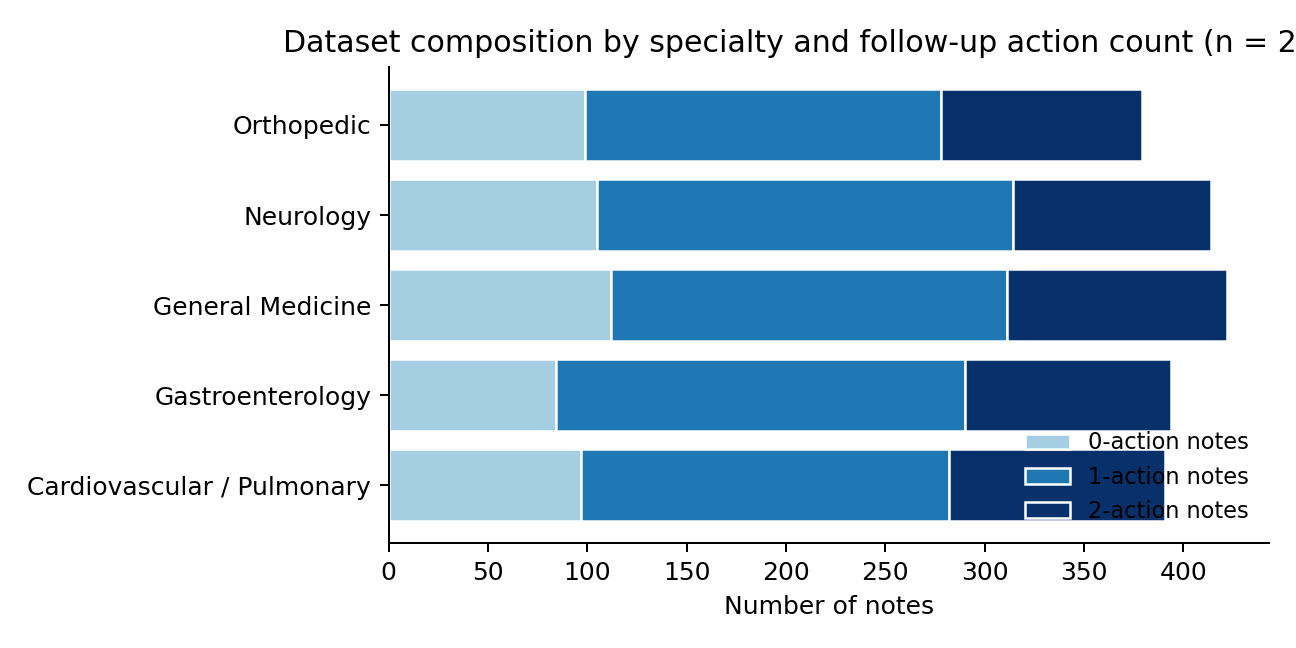 Dataset composition by specialty and follow-up action count (n = 2
Orthopedic
Neurology
General Medicine
Gastroenterology
Cardiovascular / Pulmonary
0-action notes
1-action notes
2-action notes
0 50 100 150 200 250 300 350 400
Number of notes